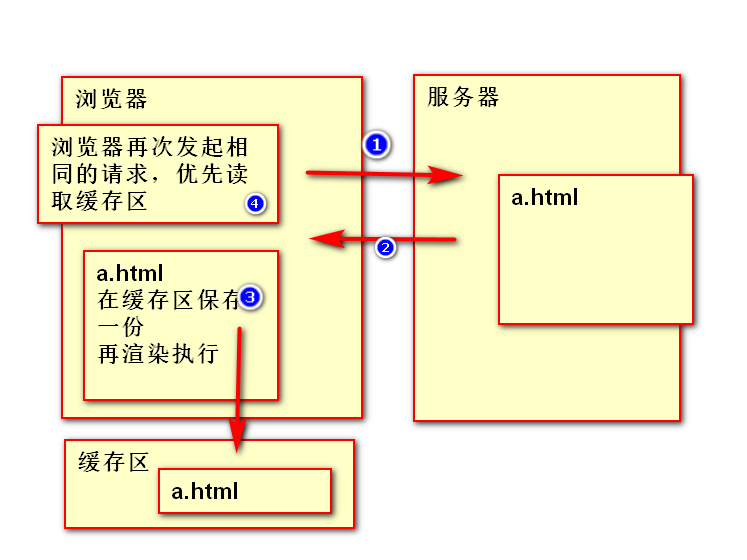 浏览器
服务器
浏览器再次发起相
同的请求，优先读
取缓存区
4
1
2
a.html
a.html
在缓存区保存
3
一份
再渲染执行
缓存区
a.html